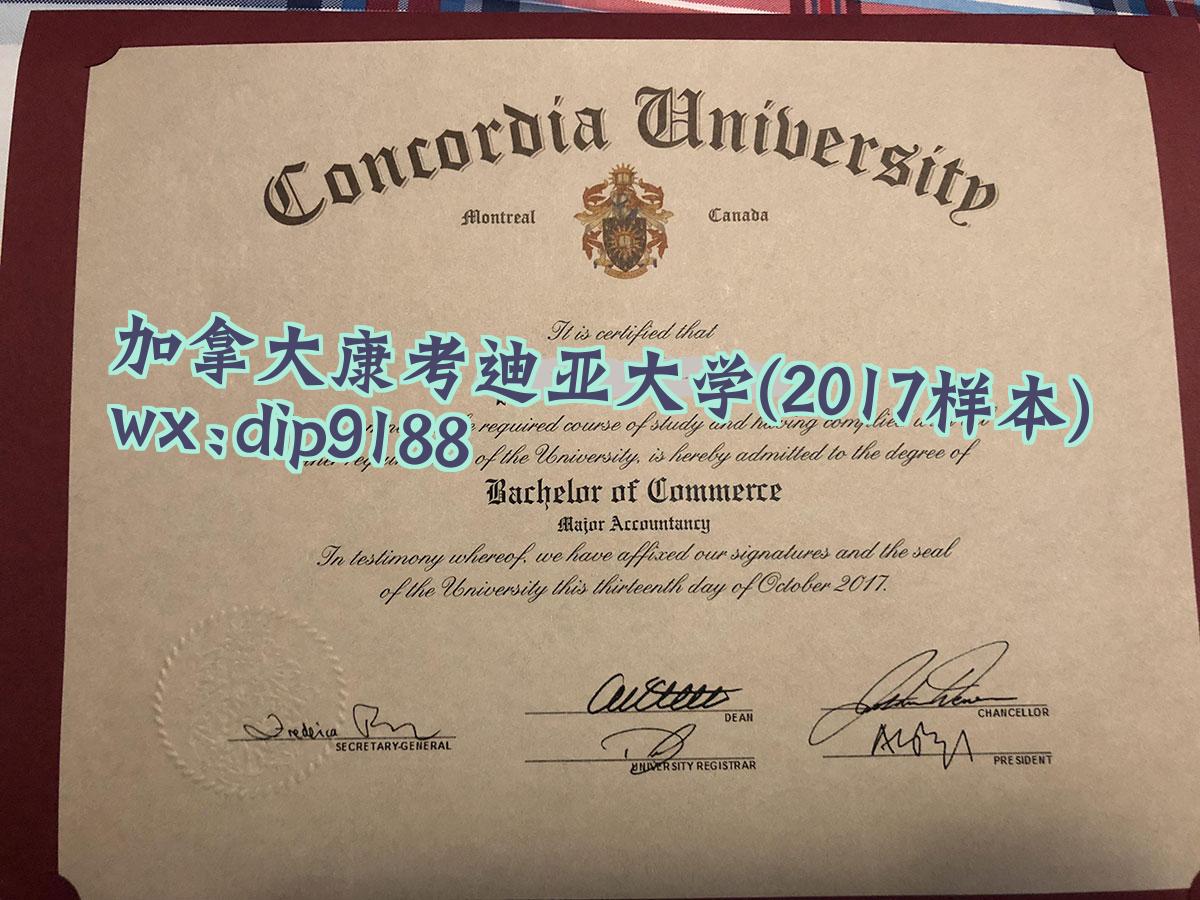 Concordia University
Montreal
Canada
It is certified that
加拿大康考迪亚大学(2017样本)
required course of study and having complied
wx:dip9188
of the University, is hereby admitted to the degree of
Bachelor of Commerce
Major Accountancy
In testimony whereof, we have affixed our signatures and the seal
of the University this thirteenth day of October 2017.
SECRETARY-GENERAL
DEAN
CHANCELLOR
UNIVERSITY REGISTRAR
PRESIDENT